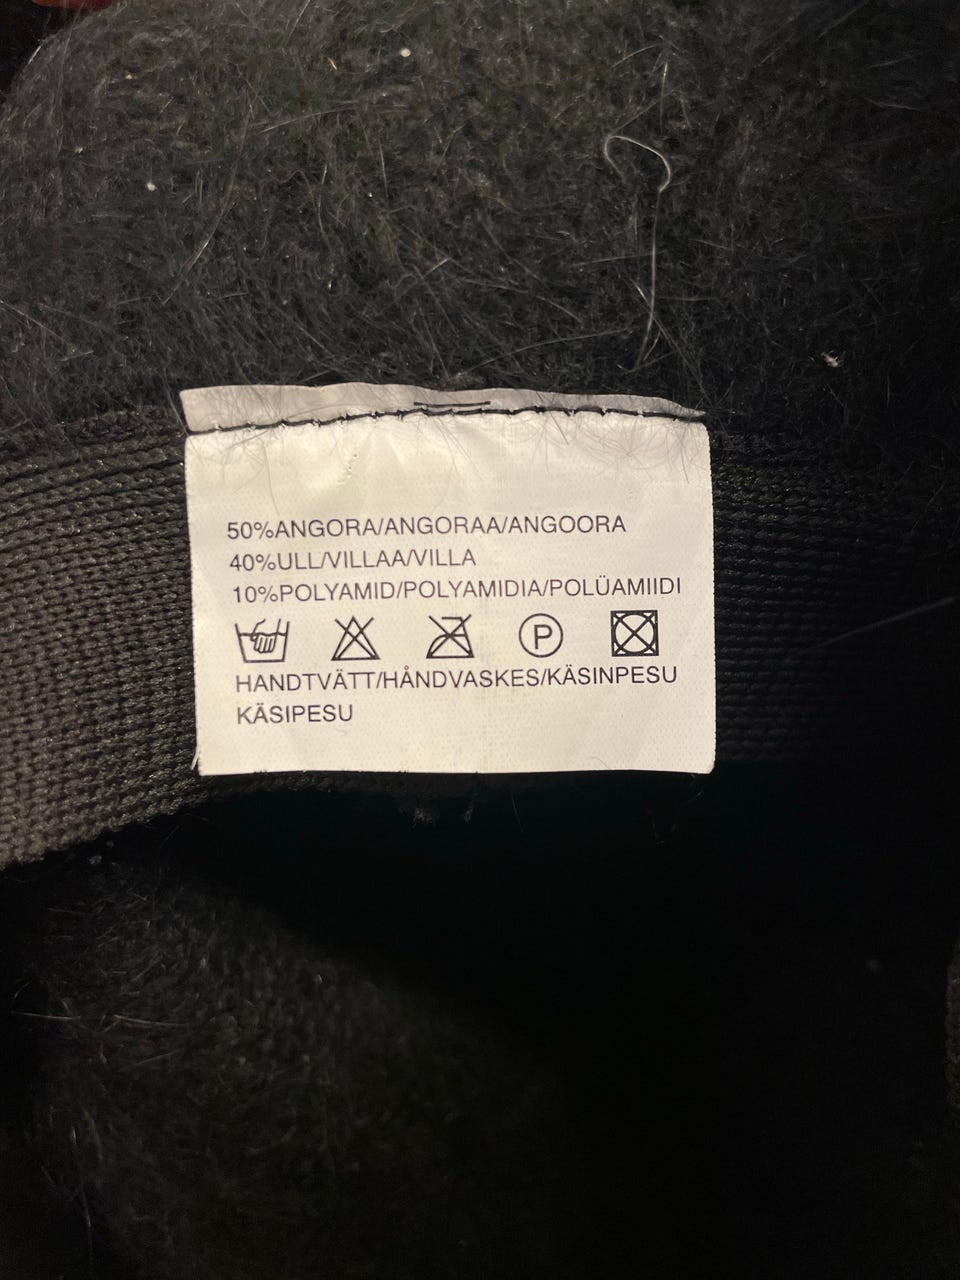 50%ANGORA/ANGORAA/ANGOORA
40%ULL/VILLAA/VILLA
10%POLYAMID/POLYAMIDIA/POLÜAMIIDI
P
HANDTVÄTT/HÅNDVASKES/KÄSINPESU
KÄSIPESU